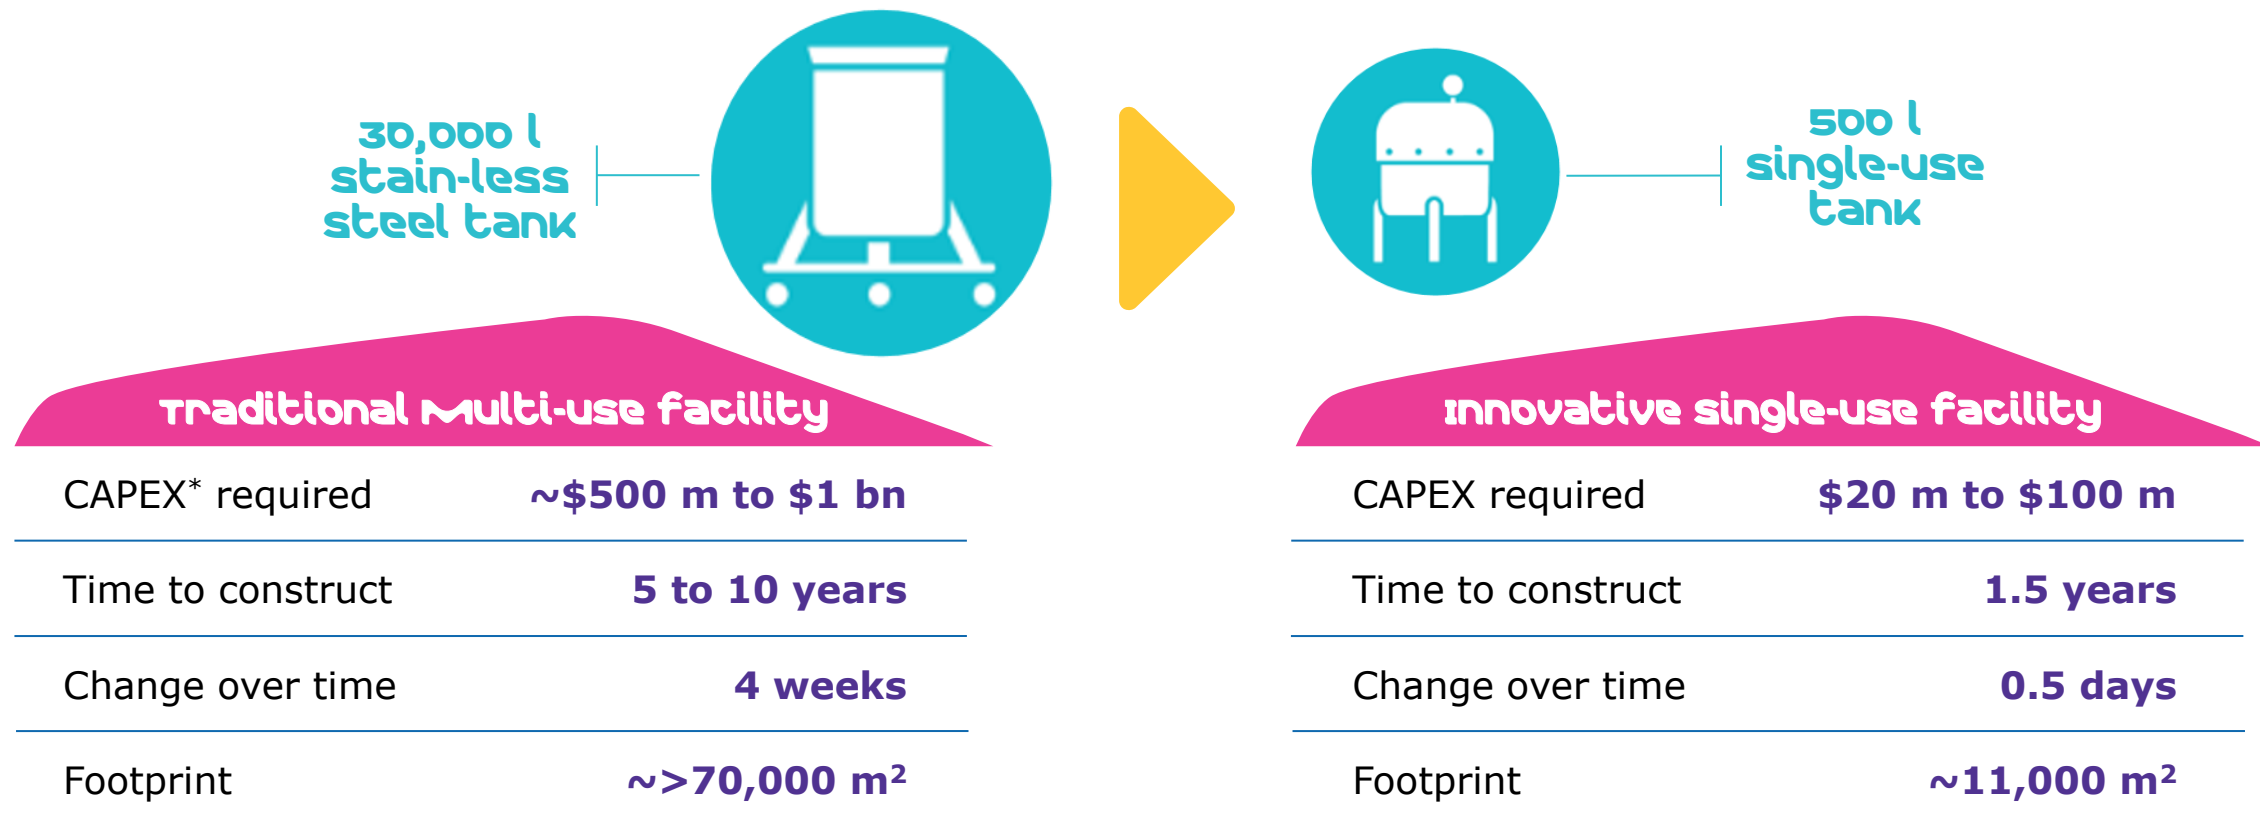 30,000 l
stain-less
steel tank
500 l
single-use
tank
Traditional Multi-use facility
CAPEX* required ~$500 m to $1 bn
Time to construct 5 to 10 years
Change over time 4 weeks
Footprint ~>70,000 m²
Innovative single-use facility
CAPEX required $20 m to $100 m
Time to construct 1.5 years
Change over time 0.5 days
Footprint ~11,000 m²